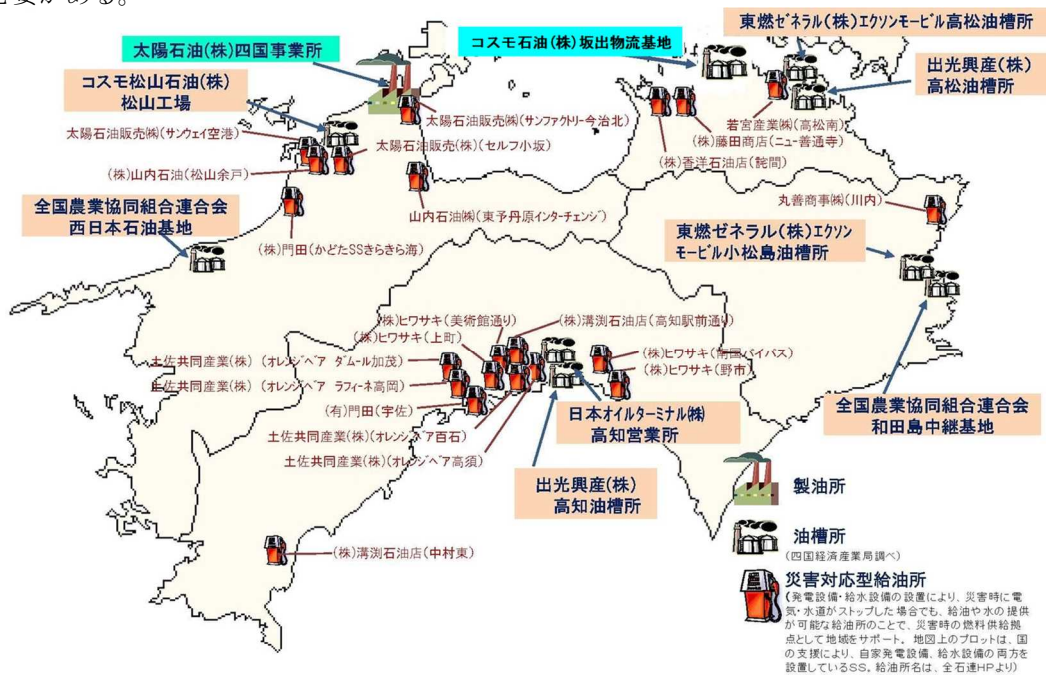 要がある。
東燃ｾﾞﾈﾗﾙ(株)ｴｸｿﾝﾓｰﾋﾞﾙ高松油槽所
コスモ石油(株)坂出物流基地
太陽石油(株)四国事業所
出光興産(株)
高松油槽所
コスモ松山石油(株)
松山工場
太陽石油販売㈱(サンファクトリー今治北)
若宮産業㈱(高松南)
太陽石油販売㈱(サンウェイ空港)
太陽石油販売(株)(セルフ小坂)
(株)藤田商店(ニュー善通寺)
(株)香洋石油店(詫間)
(株)山内石油(松山余戸)
丸善商事㈱(川内)
全国農業協同組合連合会
西日本石油基地
山内石油㈱(東予丹原インターチェンジ)
東燃ｾﾞﾈﾗﾙ(株)ｴｸｿﾝ
ﾓｰﾋﾞﾙ小松島油槽所
(株)門田(かどたSSきらきら海)
(株)ヒワサキ(美術館通り)
(株)溝渕石油店(高知駅前通り)
(株)ヒワサキ(上町)
(株)ヒワサキ(南国バイパス)
土佐共同産業(株) (ｵﾚﾝｼﾞﾍﾞｱ ﾀﾞﾑｰﾙ加茂)
(株)ヒワサキ(野市)
土佐共同産業(株) (ｵﾚﾝｼﾞﾍﾞｱ ﾗﾌｨｰﾈ高岡)
(有)門田(宇佐)
日本オイルターミナル㈱
高知営業所
全国農業協同組合連合会
和田島中継基地
土佐共同産業(株)(ｵﾚﾝｼﾞﾍﾞｱ百石)
土佐共同産業(株)(ｵﾚﾝｼﾞﾍﾞｱ高須)
出光興産(株)
高知油槽所
製油所
油槽所
(四国経済産業局調べ)
(株)溝渕石油店(中村東)
災害対応型給油所
(発電設備・給水設備の設置により、災害時に電
気・水道がストップした場合でも、給油や水の提供
が可能な給油所のことで、災害時の燃料供給拠
点として地域をサポート。地図上のプロットは、国
の支援により、自家発電設備、給水設備の両方を
設置しているSS。給油所名は、全石連HPより)